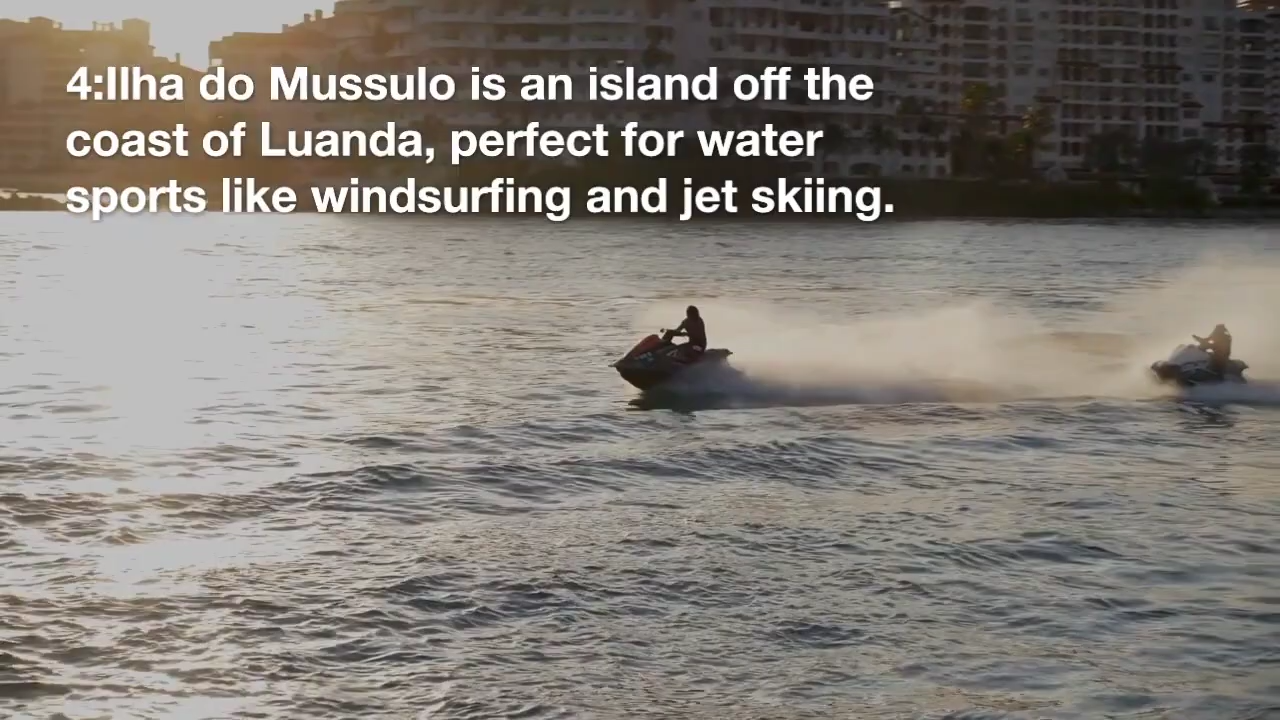 4:Ilha do Mussulo is an island off the
coast of Luanda, perfect for water
sports like windsurfing and jet skiing.